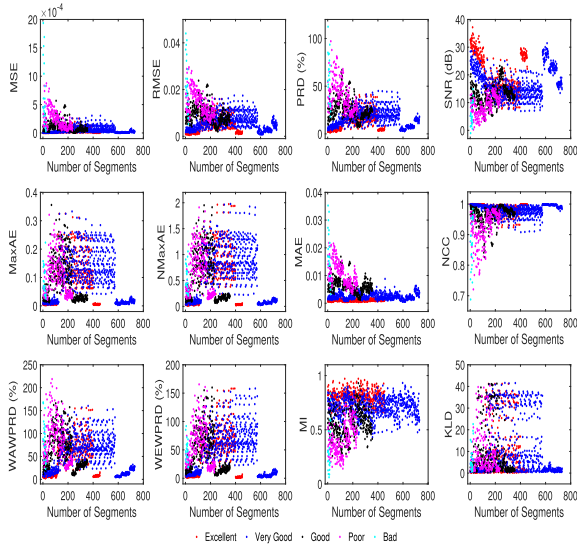 20 ×10⁻⁴
15
10
5
0
MSE
0 200 400 600 800
Number of Segments
0.04
0.02
0
RMSE
0 200 400 600 800
Number of Segments
100
50
0
PRD (%)
0 200 400 600 800
Number of Segments
40
30
20
10
0
SNR (dB)
0 200 400 600 800
Number of Segments
0.4
0.3
0.2
0.1
0
MaxAE
0 200 400 600 800
Number of Segments
2
1.5
1
0.5
0
NMaxAE
0 200 400 600 800
Number of Segments
0.04
0.03
0.02
0.01
0
MAE
0 200 400 600 800
Number of Segments
1
0.9
0.8
0.7
NCC
0 200 400 600 800
Number of Segments
250
200
150
100
50
0
WAWPRD (%)
0 200 400 600 800
Number of Segments
200
150
100
50
0
WEWPRD (%)
0 200 400 600 800
Number of Segments
1
0.5
0
MI
0 200 400 600 800
Number of Segments
50
40
30
20
10
0
KLD
0 200 400 600 800
Number of Segments
Excellent Very Good Good Poor Bad